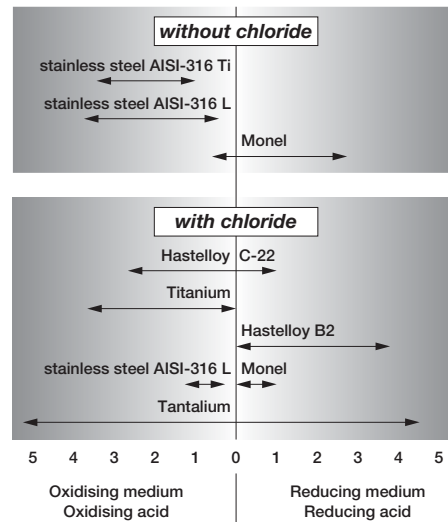 without chloride
stainless steel AISI-316 Ti
stainless steel AISI-316 L
Monel
with chloride
Hastelloy C-22
Titanium
Hastelloy B2
stainless steel AISI-316 L Monel
Tantalium
5 4 3 2 1 0 1 2 3 4 5
Oxidising medium Reducing medium
Oxidising acid Reducing acid